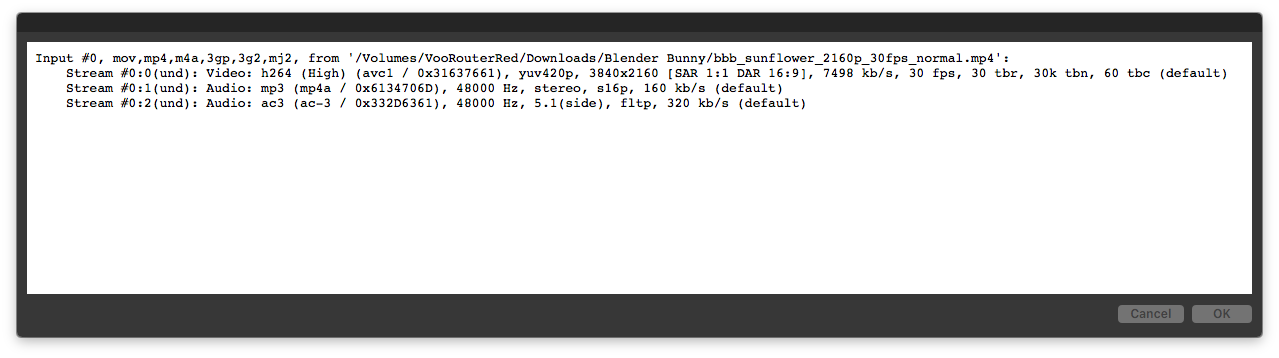 Input #0, mov,mp4,m4a,3gp,3g2,mj2, from '/Volumes/VooRouterRed/Downloads/Blender Bunny/bbb_sunflower_2160p_30fps_normal.mp4':
Stream #0:0(und): Video: h264 (High) (avc1 / 0x31637661), yuv420p, 3840x2160 [SAR 1:1 DAR 16:9], 7498 kb/s, 30 fps, 30 tbr, 30k tbn, 60 tbc (default)
Stream #0:1(und): Audio: mp3 (mp4a / 0x6134706D), 48000 Hz, stereo, s16p, 160 kb/s (default)
Stream #0:2(und): Audio: ac3 (ac-3 / 0x332D6361), 48000 Hz, 5.1(side), fltp, 320 kb/s (default)
Cancel OK